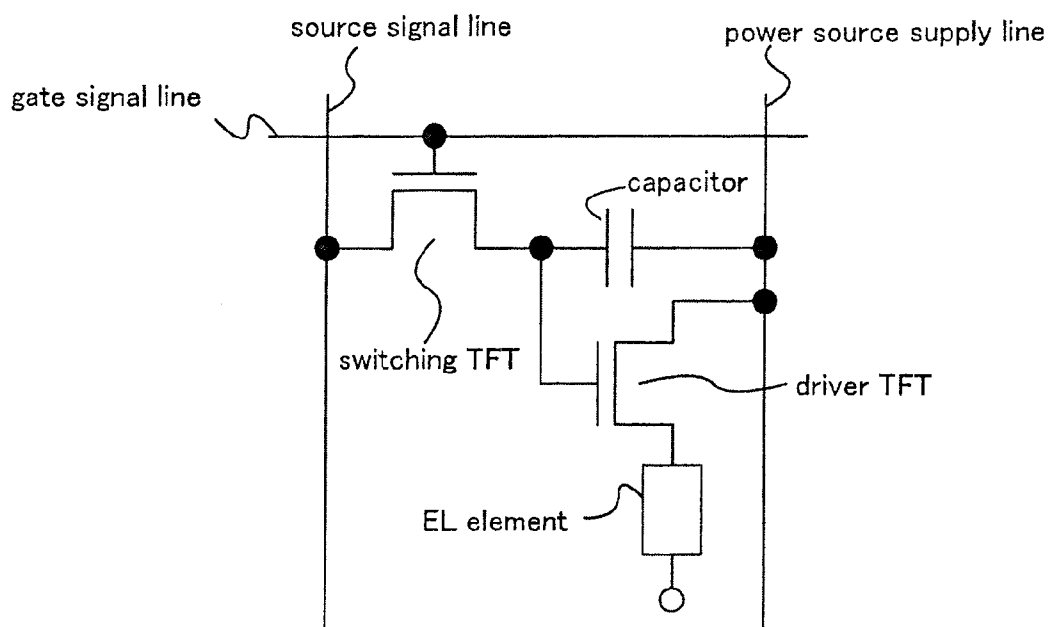 source signal line
power source supply line
gate signal line
capacitor
switching TFT
driver TFT
EL element